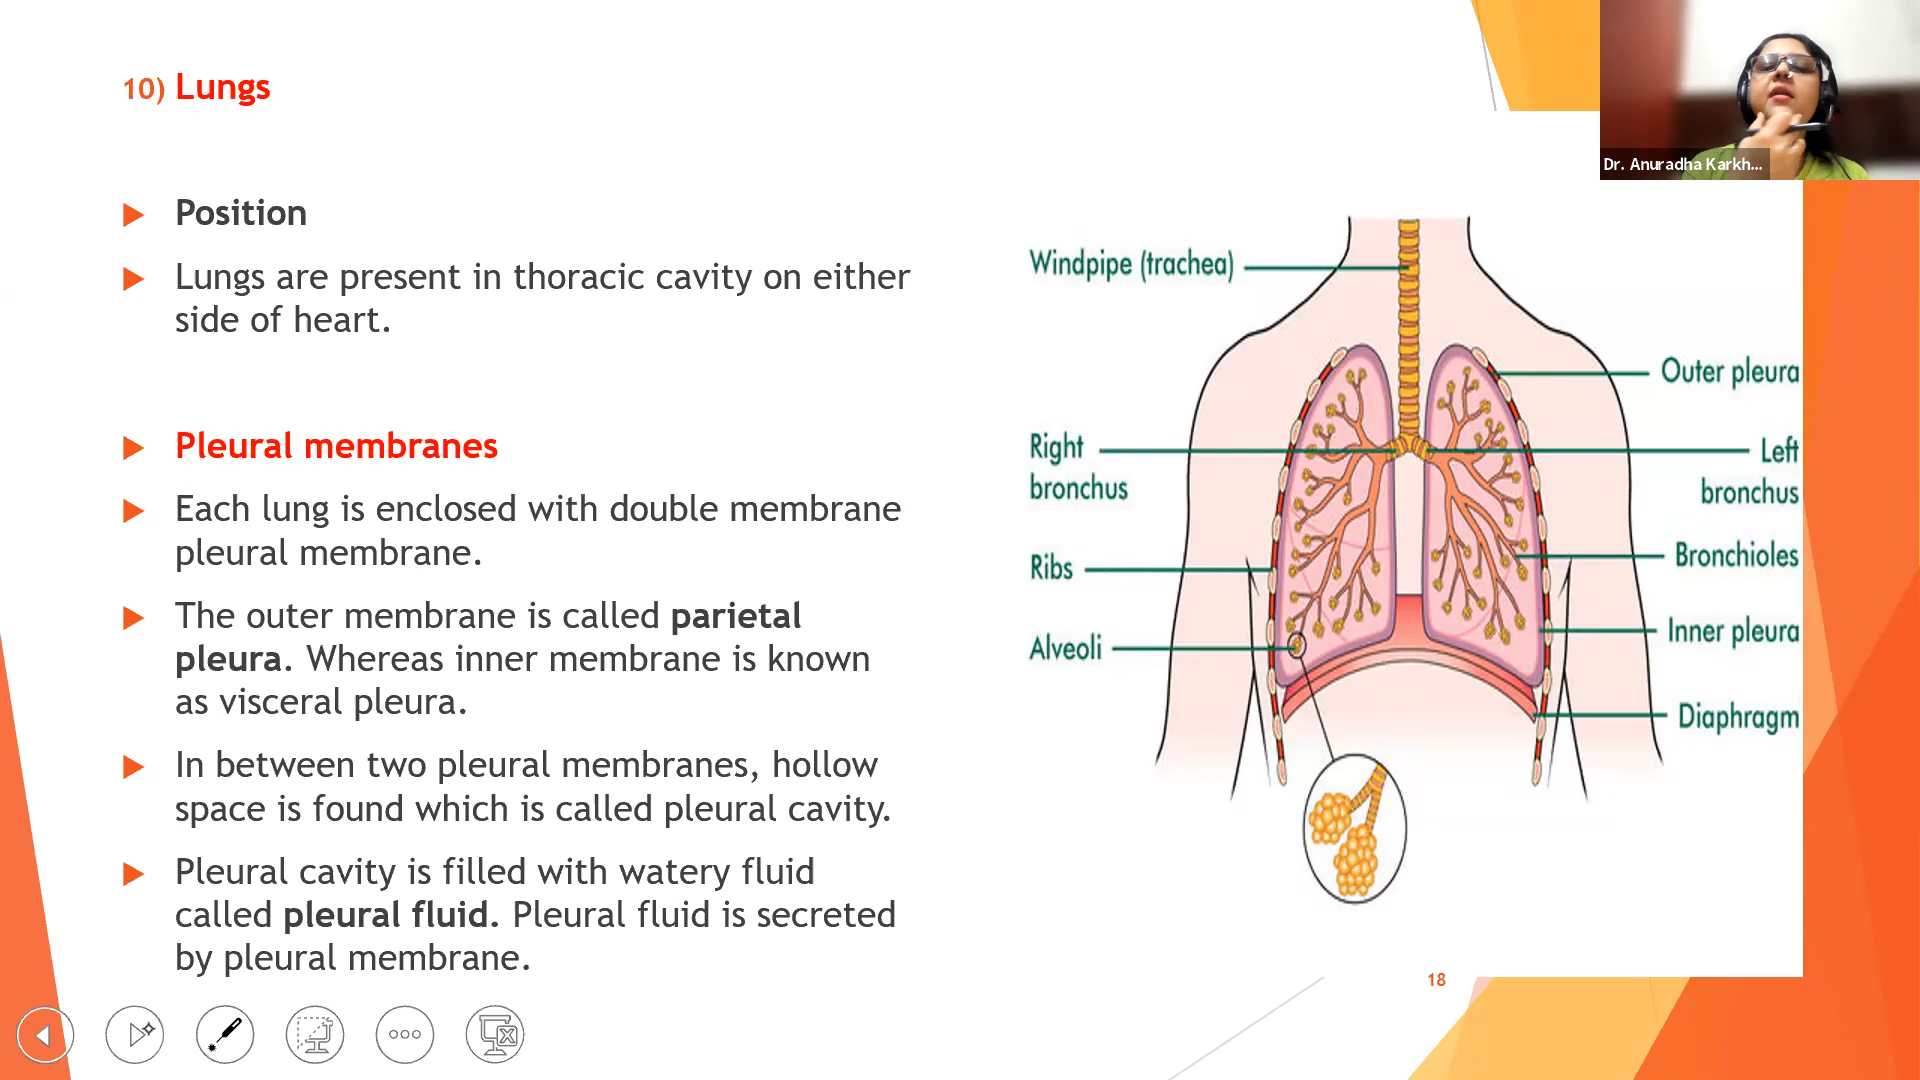 10) Lungs
Position
Lungs are present in thoracic cavity on either
side of heart.
Pleural membranes
Each lung is enclosed with double membrane
pleural membrane.
The outer membrane is called parietal
pleura. Whereas inner membrane is known
as visceral pleura.
In between two pleural membranes, hollow
space is found which is called pleural cavity.
Pleural cavity is filled with watery fluid
called pleural fluid. Pleural fluid is secreted
by pleural membrane.
Dr. Anuradha Karkh...
Windpipe (trachea)
Outer pleura
Right
bronchus
Left
bronchus
Ribs
Bronchioles
Alveoli
Inner pleura
Diaphragm
18